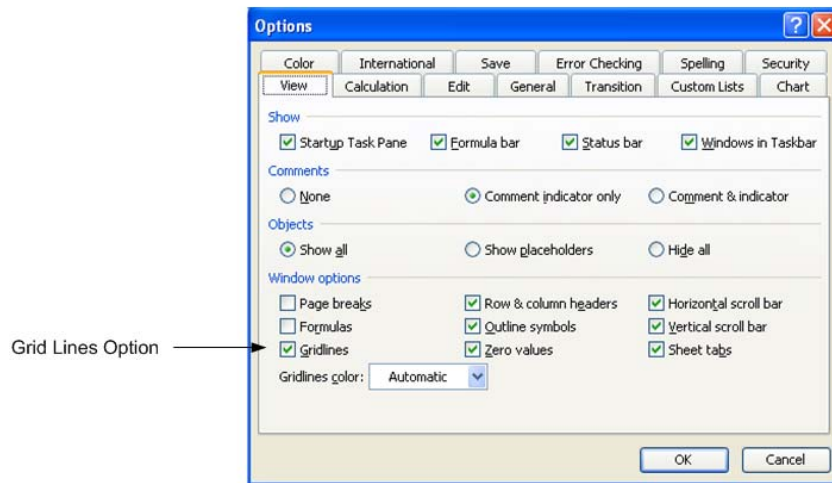 Options
Color International Save Error Checking Spelling Security
View Calculation Edit General Transition Custom Lists Chart
Show
Startup Task Pane Formula bar Status bar Windows in Taskbar
Comments
None Comment indicator only Comment & indicator
Objects
Show all Show placeholders Hide all
Window options
Page breaks Row & column headers Horizontal scroll bar
Formulas Outline symbols Vertical scroll bar
Grid Lines Option Gridlines Zero values Sheet tabs
Gridlines color: Automatic
OK Cancel